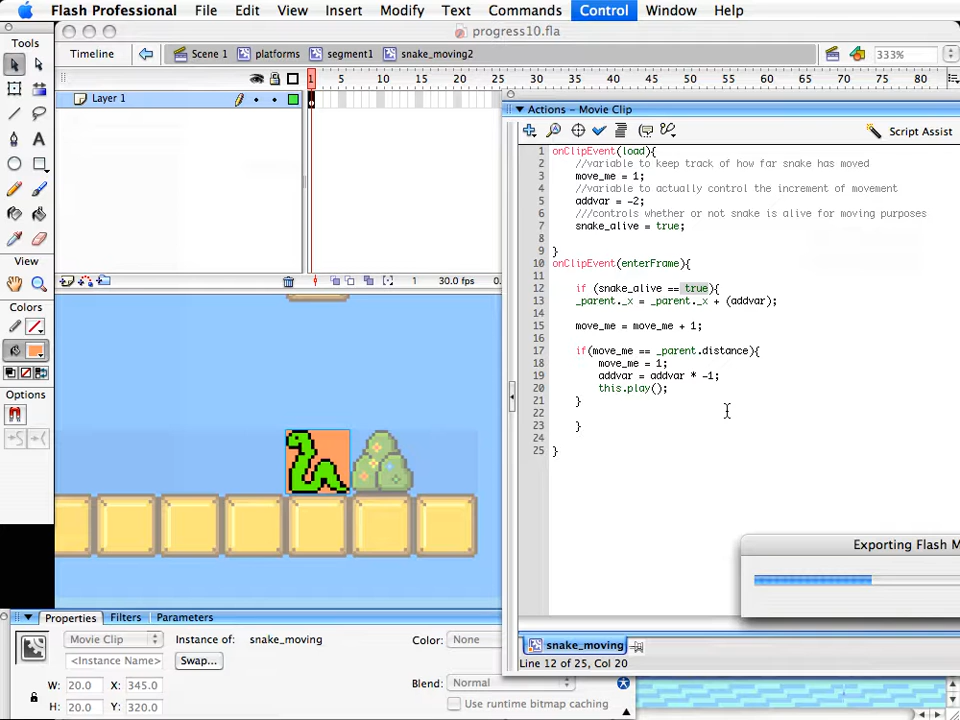 Flash Professional File Edit View Insert Modify Text Commands Control Window Help
progress10.fla
Tools
Timeline Scene 1 platforms segment1 snake_moving2 333%
1 5 10 15 20 25 30 35 40 45 50 55 60 65 70 75 80
Layer 1
Actions - Movie Clip
Script Assist
1 onClipEvent(load){
2 //variable to keep track of how far snake has moved
3 move_me = 1;
4 //variable to actually control the increment of movement
5 addvar = -2;
6 ///controls whether or not snake is alive for moving purposes
7 snake_alive = true;
8
9 }
10 onClipEvent(enterFrame){
11
12 if (snake_alive == true){
13 _parent._x = _parent._x + (addvar);
14
15 move_me = move_me + 1;
16
17 if(move_me == _parent.distance){
18 move_me = 1;
19 addvar = addvar * -1;
20 this.play();
21 }
22
23 }
24
25 }
View
Colors
Options
1 30.0 fps 0.
Exporting Flash M
Properties Filters Parameters
Movie Clip Instance of: snake_moving Color: None
<Instance Name> Swap...
W: 20.0 X: 345.0 Blend: Normal
H: 20.0 Y: 320.0 Use runtime bitmap caching
snake_moving
Line 12 of 25, Col 20